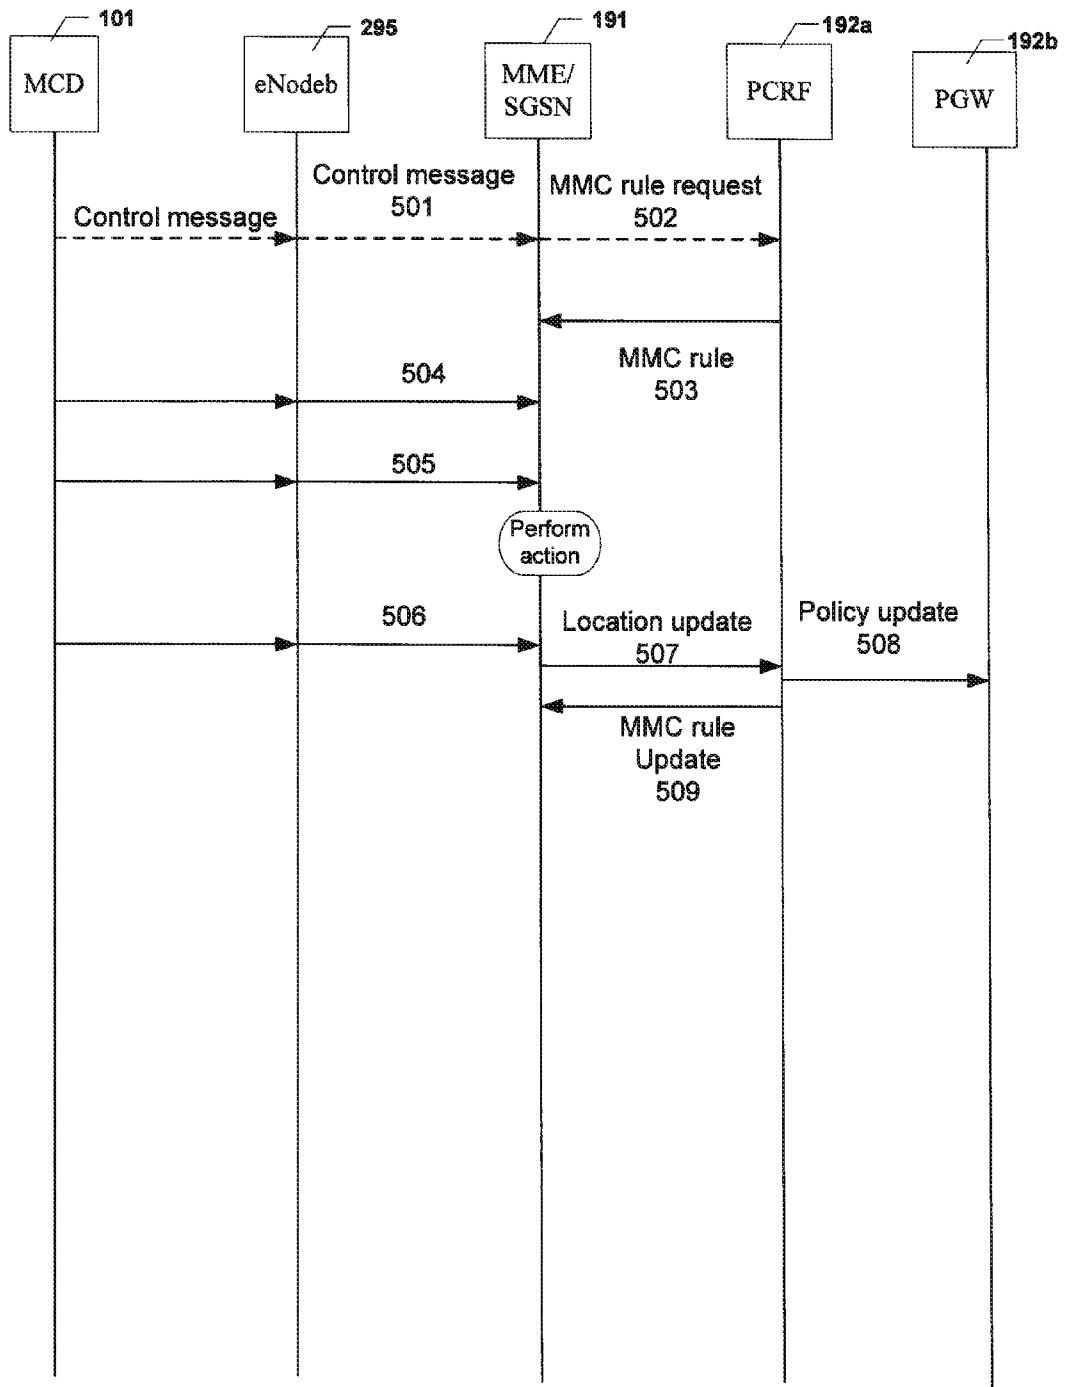 101
295
191
192a
192b
MCD
eNodeb
MME/
SGSN
PCRF
PGW
Control message
Control message
501
MMC rule request
502
MMC rule
503
504
505
Perform
action
506
Location update
507
Policy update
508
MMC rule
Update
509